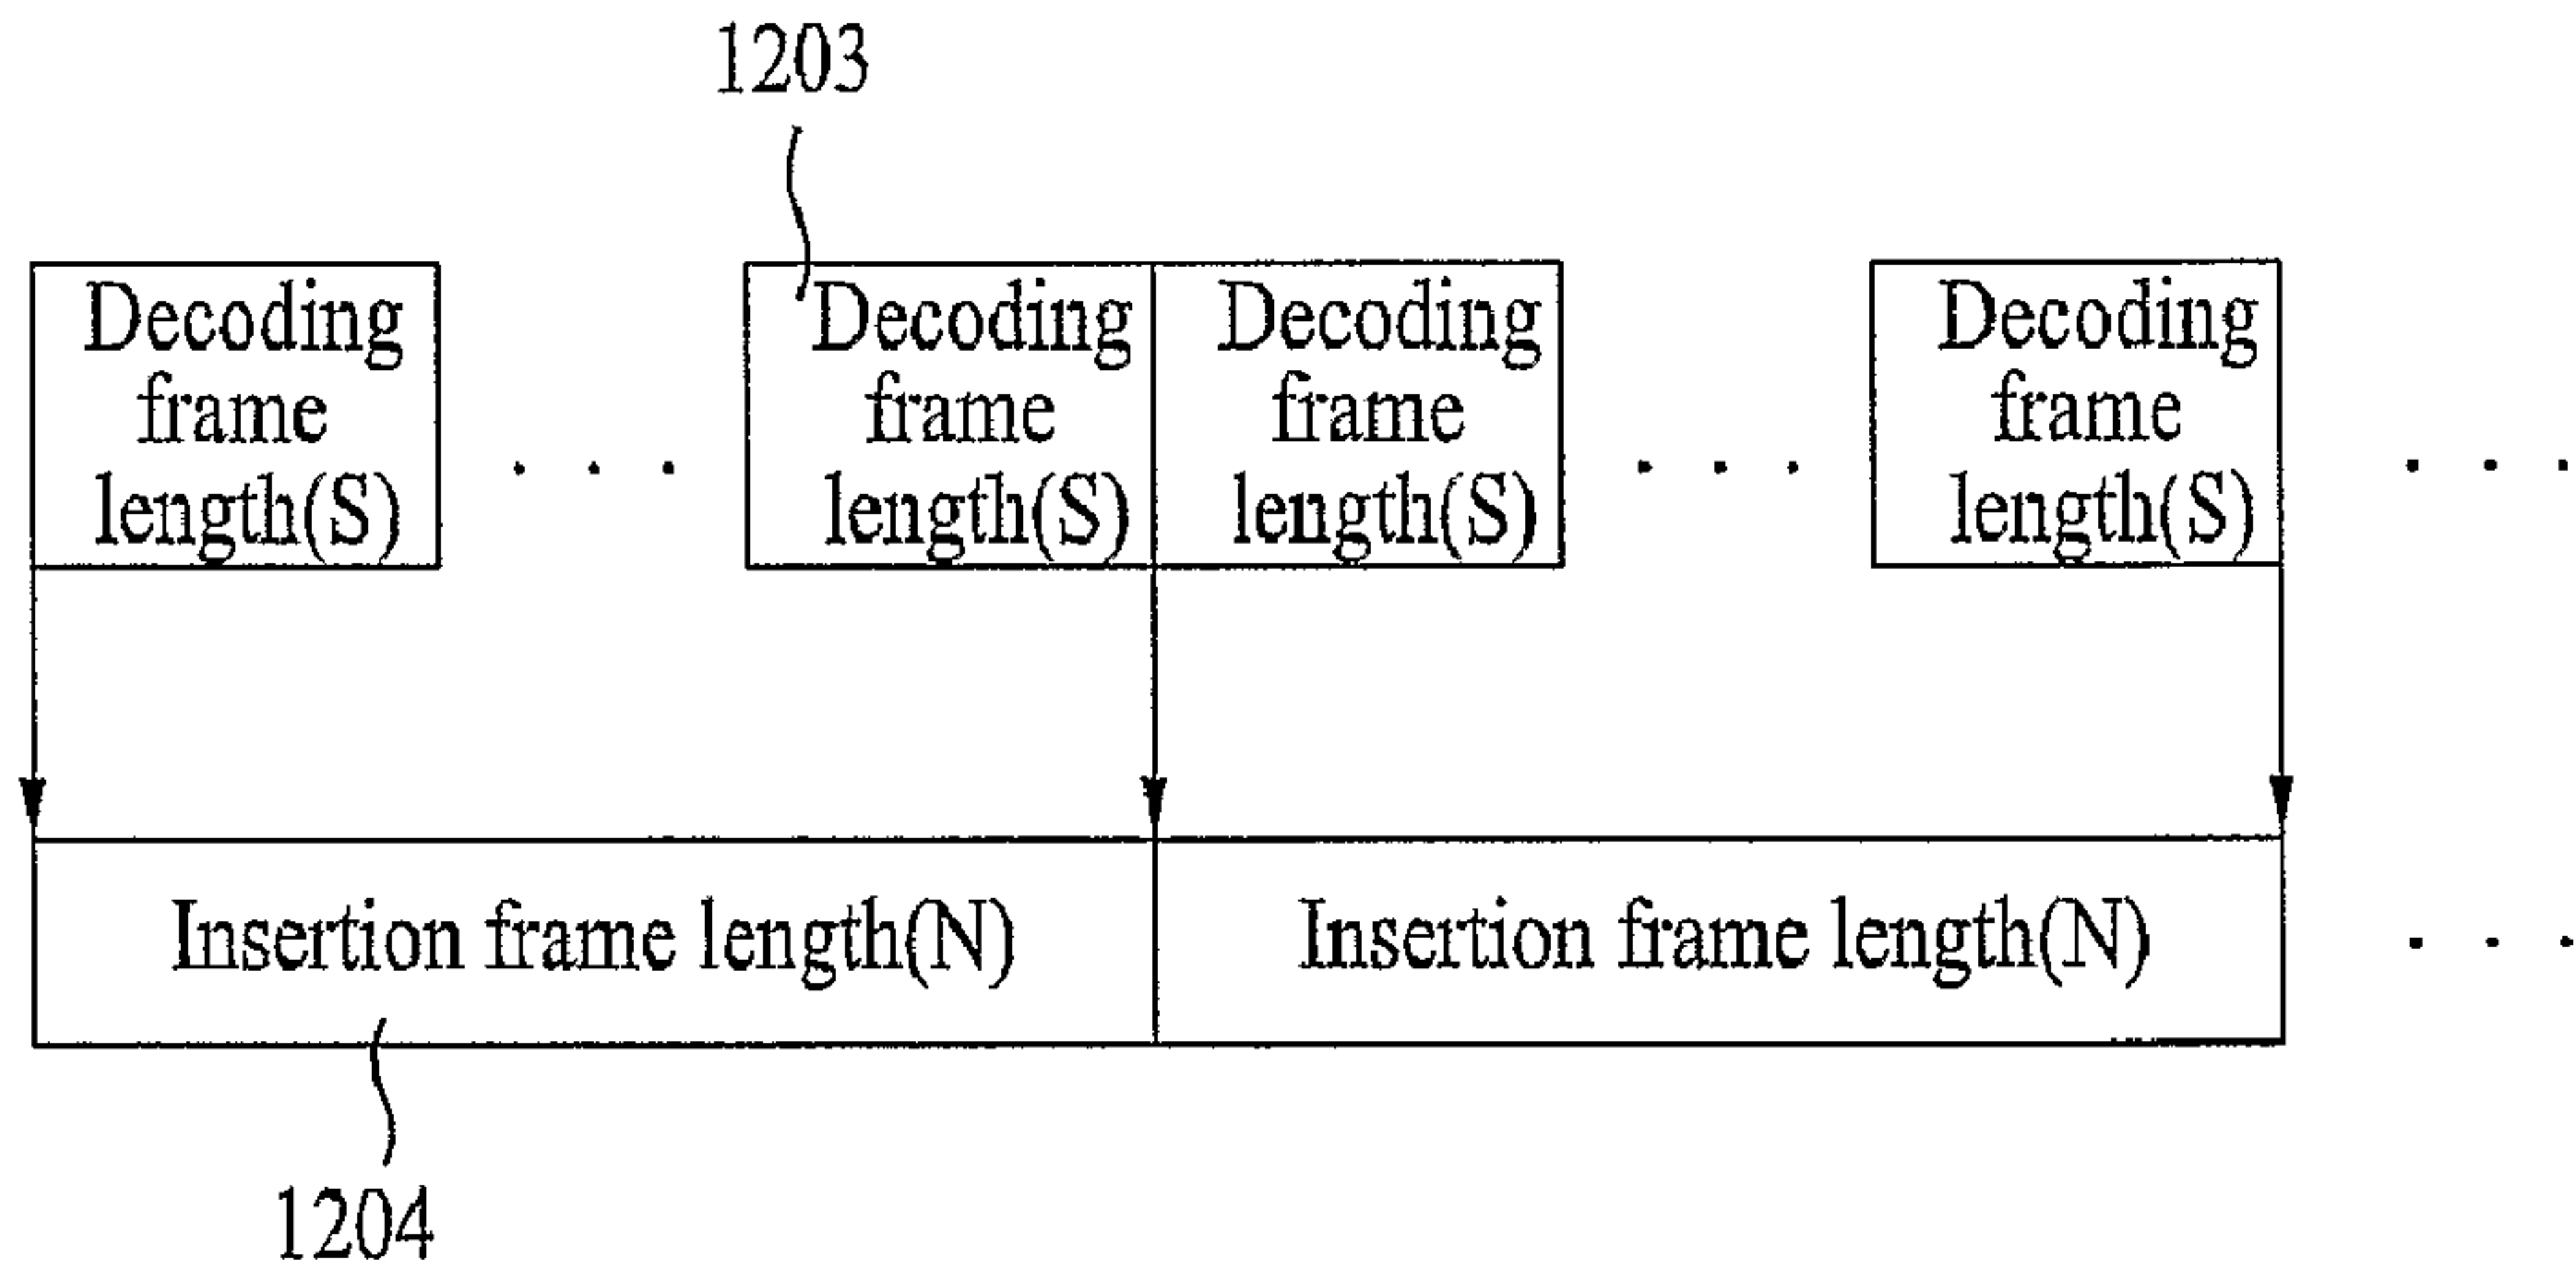 1203
Decoding
frame
length(S)
. . .
Decoding
frame
length(S)
Decoding
frame
length(S)
. . .
Decoding
frame
length(S)
. . .
Insertion frame length(N)
Insertion frame length(N)
. . .
1204